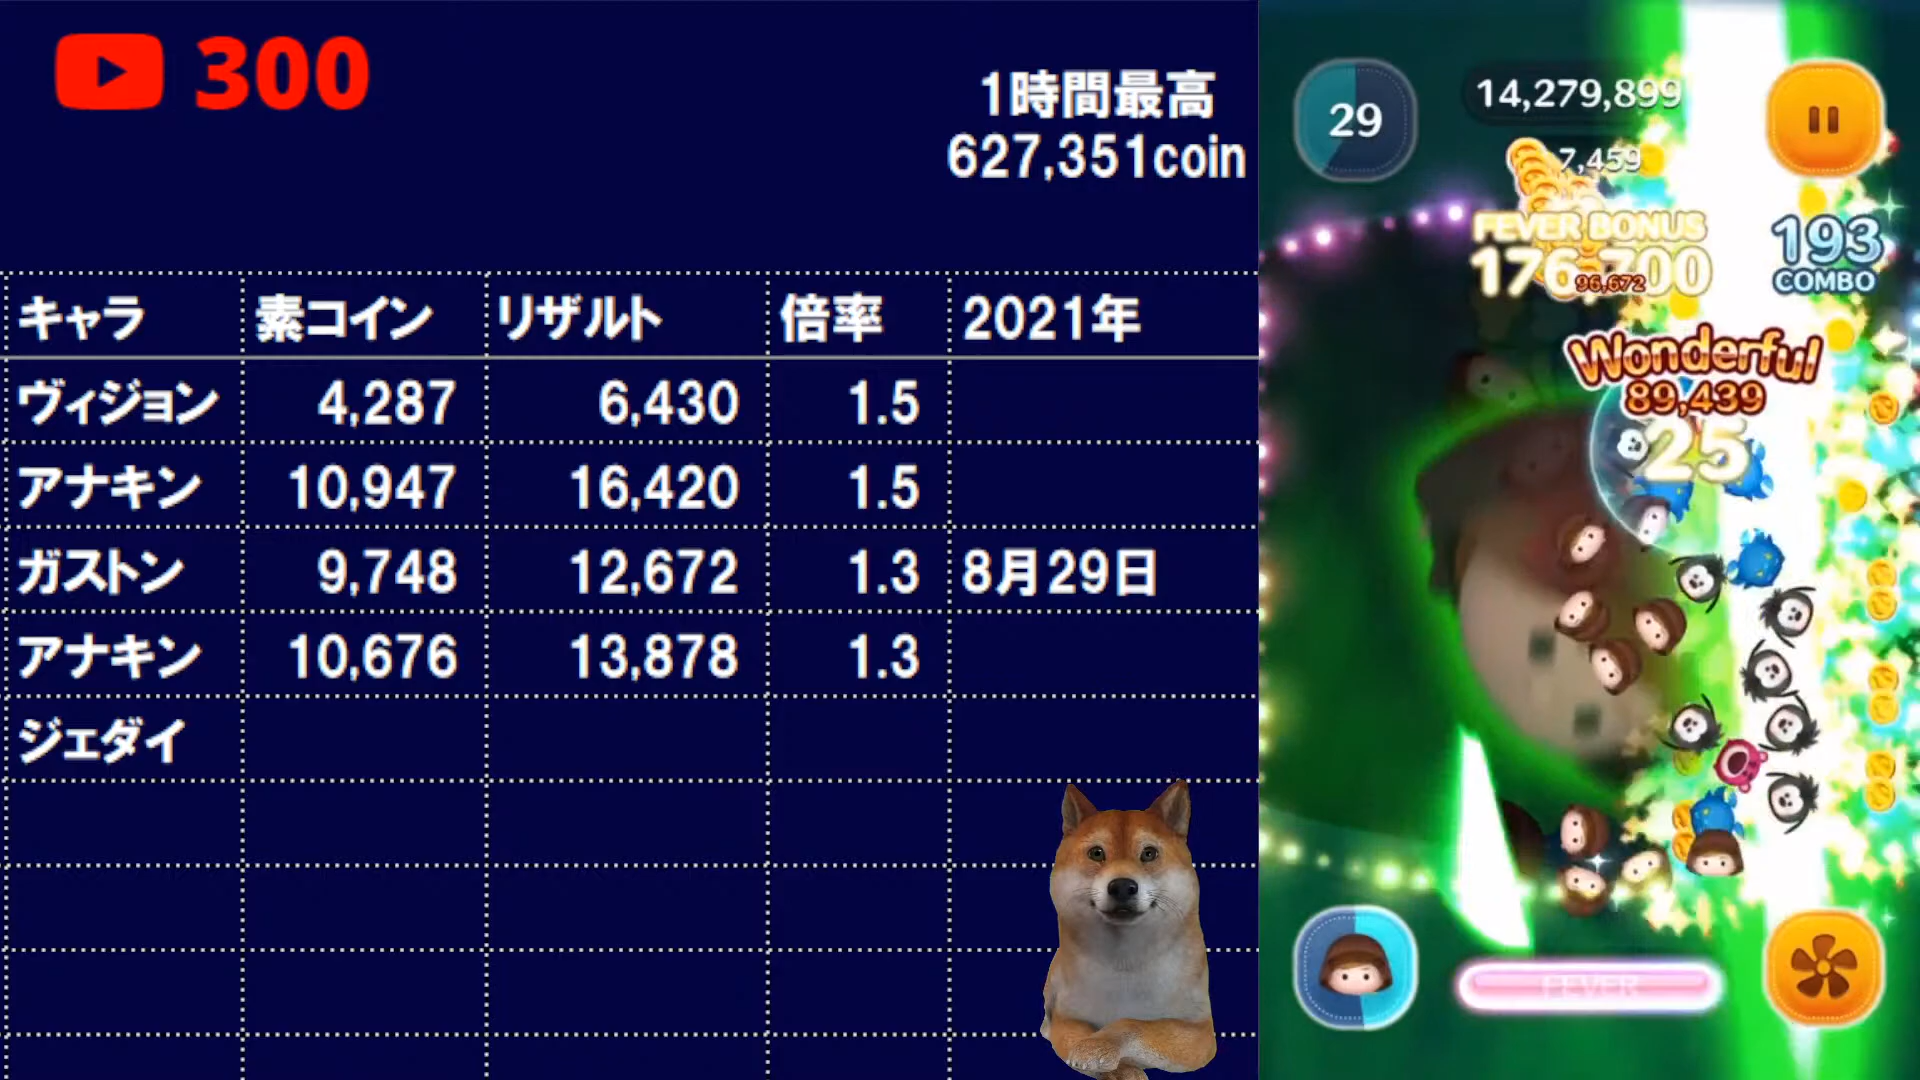 300
1時間最高
627,351coin
キャラ 素コイン リザルト 倍率 2021年
ヴィジョン 4,287 6,430 1.5
アナキン 10,947 16,420 1.5
ガストン 9,748 12,672 1.3 8月29日
アナキン 10,676 13,878 1.3
ジェダイ
29
14,279,899
7,459
FEVER BONUS
176,700
96,672
193
COMBO
Wonderful
89,439
25
FEVER